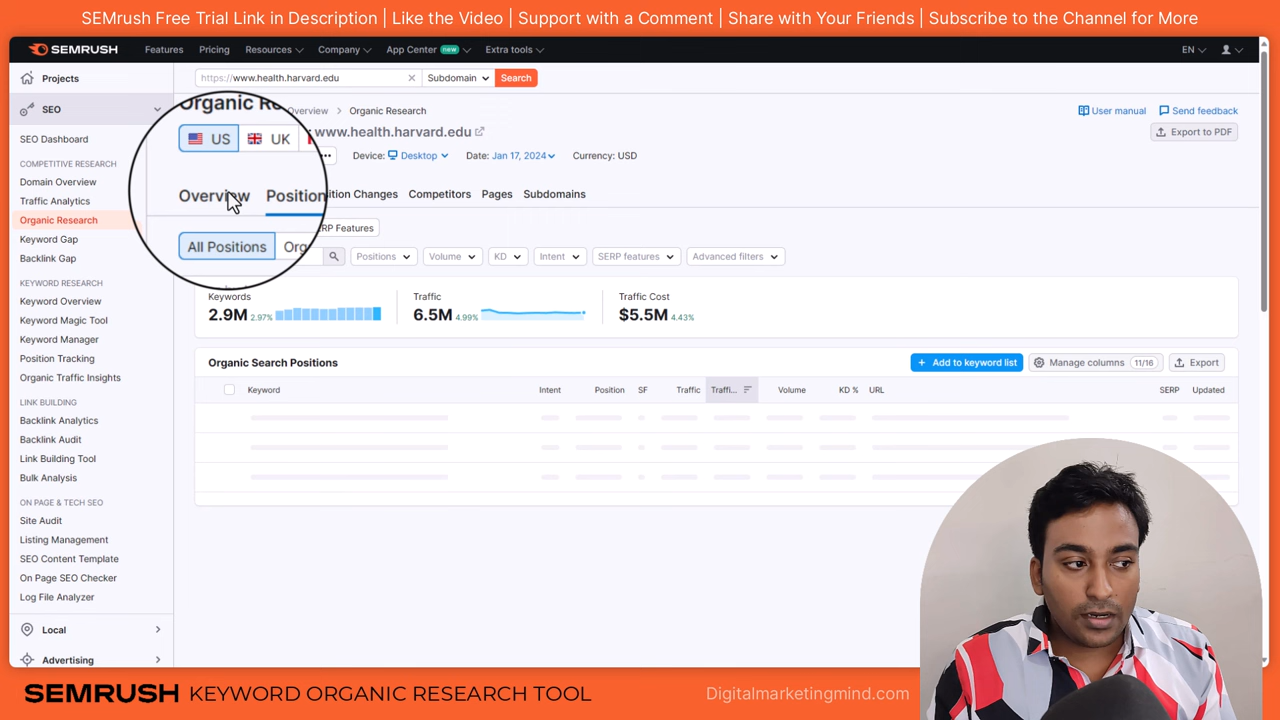 SEMrush Free Trial Link in Description | Like the Video | Support with a Comment | Share with Your Friends | Subscribe to the Channel for More
SEMRUSH
Features
Pricing
Resources
Company
App Center new
Extra tools
EN
Projects
SEO
SEO Dashboard
COMPETITIVE RESEARCH
Domain Overview
Traffic Analytics
Organic Research
Keyword Gap
Backlink Gap
KEYWORD RESEARCH
Keyword Overview
Keyword Magic Tool
Keyword Manager
Position Tracking
Organic Traffic Insights
LINK BUILDING
Backlink Analytics
Backlink Audit
Link Building Tool
Bulk Analysis
ON PAGE & TECH SEO
Site Audit
Listing Management
SEO Content Template
On Page SEO Checker
Log File Analyzer
Local
Advertising
https://www.health.harvard.edu
Subdomain
Search
Overview > Organic Research
User manual
Send feedback
Organic Re
www.health.harvard.edu
Export to PDF
US
UK
Device: Desktop
Date: Jan 17, 2024
Currency: USD
Overview
Position
ition Changes
Competitors
Pages
Subdomains
All Positions
Org
RP Features
Positions
Volume
KD
Intent
SERP features
Advanced filters
Keywords
2.9M 2.97%
Traffic
6.5M 4.99%
Traffic Cost
$5.5M 4.43%
Organic Search Positions
+ Add to keyword list
Manage columns 11/16
Export
Keyword
Intent
Position
SF
Traffic
Traffi...
Volume
KD %
URL
SERP
Updated
SEMRUSH KEYWORD ORGANIC RESEARCH TOOL
Digitalmarketingmind.com